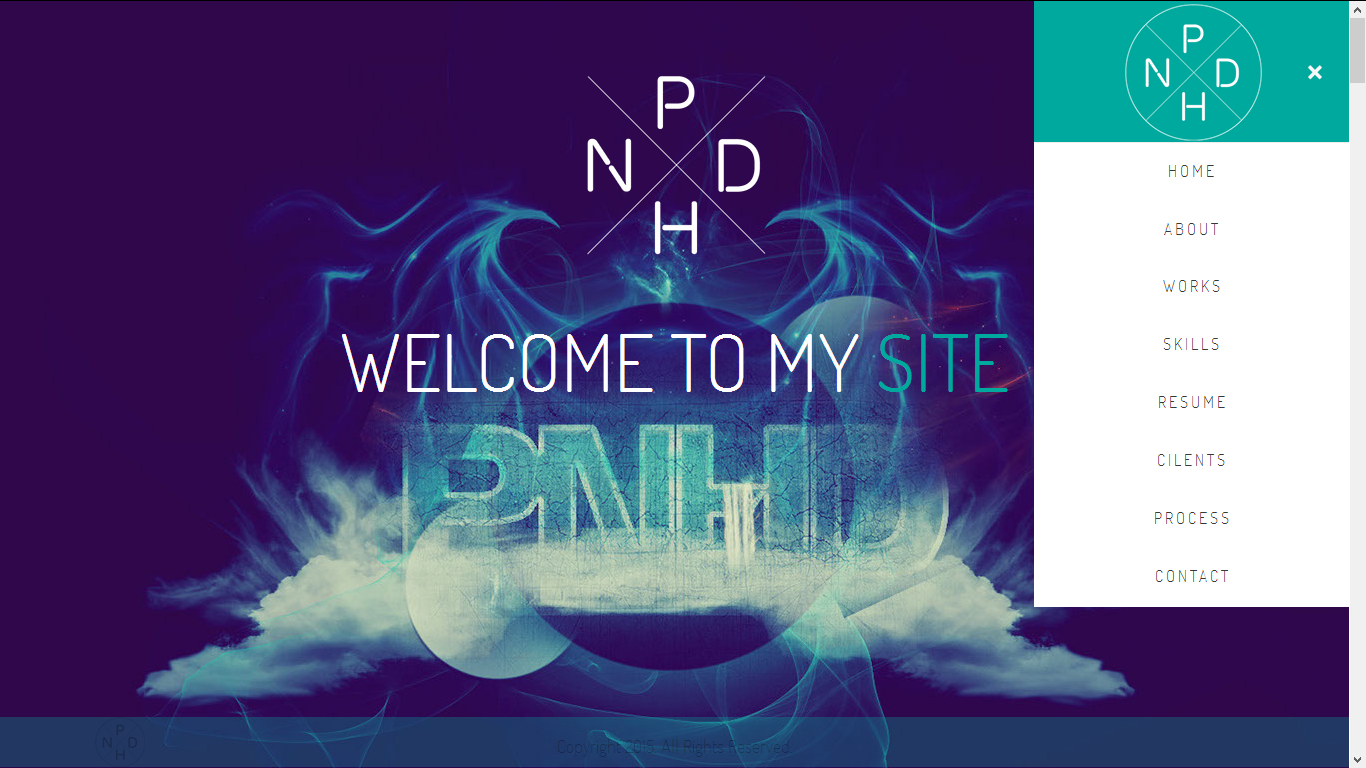 P
N D
H
WELCOME TO MY SITE
PNHD
P
N D
H
×
HOME
ABOUT
WORKS
SKILLS
RESUME
CILENTS
PROCESS
CONTACT
P
N D
H
Copyright 2015. All Rights Reserved.